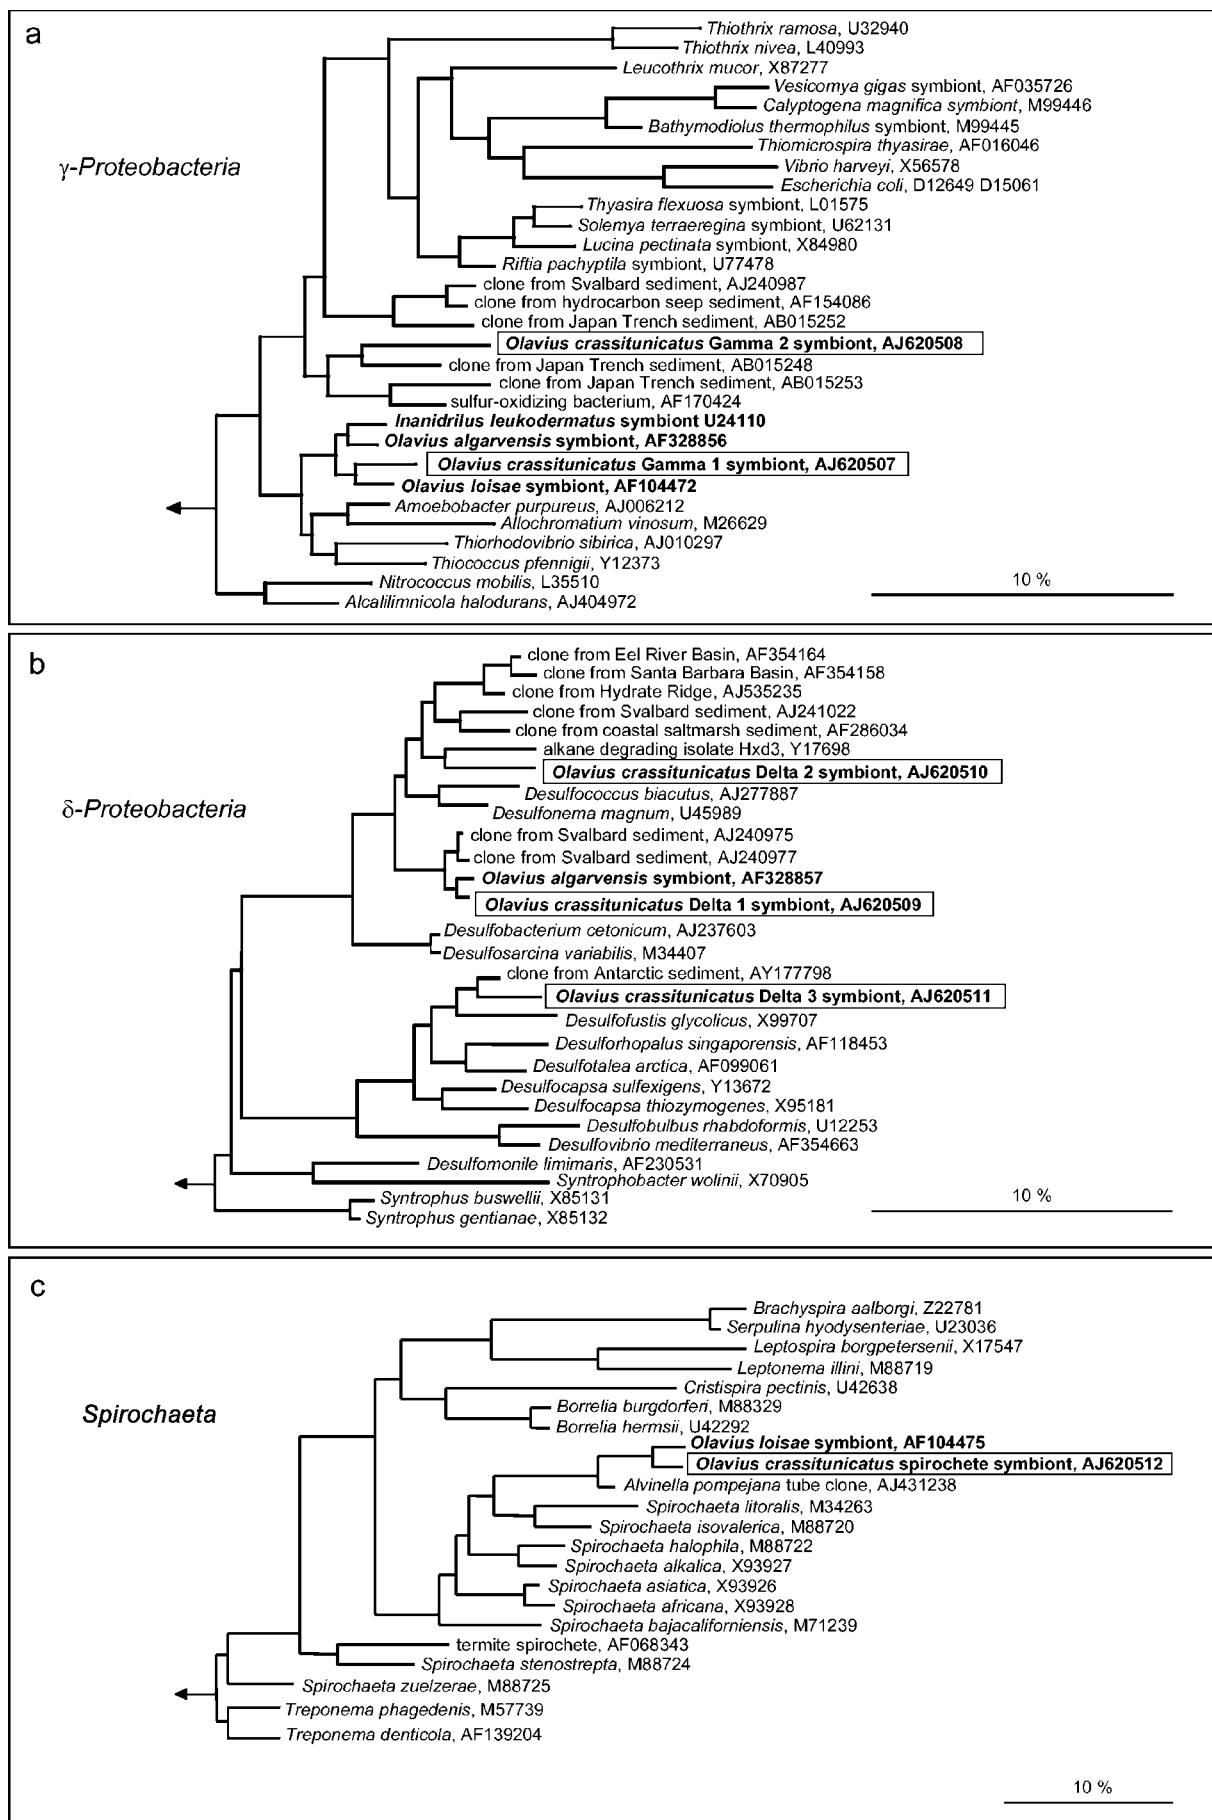 a
Thiothrix ramosa, U32940
Thiothrix nivea, L40993
Leucothrix mucor, X87277
Vesicomya gigas symbiont, AF035726
Calyptogena magnifica symbiont, M99446
Bathymodiolus thermophilus symbiont, M99445
Thiomicrospira thyasirae, AF016046
γ-Proteobacteria
Vibrio harveyi, X56578
Escherichia coli, D12649 D15061
Thyasira flexuosa symbiont, L01575
Solemya terraeregina symbiont, U62131
Lucina pectinata symbiont, X84980
Riftia pachyptila symbiont, U77478
clone from Svalbard sediment, AJ240987
clone from hydrocarbon seep sediment, AF154086
clone from Japan Trench sediment, AB015252
Olavius crassitunicatus Gamma 2 symbiont, AJ620508
clone from Japan Trench sediment, AB015248
clone from Japan Trench sediment, AB015253
sulfur-oxidizing bacterium, AF170424
Inanidrilus leukodermatus symbiont U24110
Olavius algarvensis symbiont, AF328856
Olavius crassitunicatus Gamma 1 symbiont, AJ620507
Olavius loisae symbiont, AF104472
Amoebobacter purpureus, AJ006212
Allochromatium vinosum, M26629
Thiorhodovibrio sibirica, AJ010297
Thiococcus pfennigii, Y12373
Nitrococcus mobilis, L35510
10 %
Alcalilimnicola halodurans, AJ404972
b
clone from Eel River Basin, AF354164
clone from Santa Barbara Basin, AF354158
clone from Hydrate Ridge, AJ535235
clone from Svalbard sediment, AJ241022
clone from coastal saltmarsh sediment, AF286034
alkane degrading isolate Hxd3, Y17698
Olavius crassitunicatus Delta 2 symbiont, AJ620510
Desulfococcus biacutus, AJ277887
δ-Proteobacteria
Desulfonema magnum, U45989
clone from Svalbard sediment, AJ240975
clone from Svalbard sediment, AJ240977
Olavius algarvensis symbiont, AF328857
Olavius crassitunicatus Delta 1 symbiont, AJ620509
Desulfobacterium cetonicum, AJ237603
Desulfosarcina variabilis, M34407
clone from Antarctic sediment, AY177798
Olavius crassitunicatus Delta 3 symbiont, AJ620511
Desulfofustis glycolicus, X99707
Desulforhopalus singaporensis, AF118453
Desulfotalea arctica, AF099061
Desulfocapsa sulfexigens, Y13672
Desulfocapsa thiozymogenes, X95181
Desulfobulbus rhabdoformis, U12253
Desulfovibrio mediterraneus, AF354663
Desulfomonile limimaris, AF230531
Syntrophobacter wolinii, X70905
Syntrophus buswellii, X85131
10 %
Syntrophus gentianae, X85132
c
Brachyspira aalborgi, Z22781
Serpulina hyodysenteriae, U23036
Leptospira borgpetersenii, X17547
Leptonema illini, M88719
Cristispira pectinis, U42638
Spirochaeta
Borrelia burgdorferi, M88329
Borrelia hermsii, U42292
Olavius loisae symbiont, AF104475
Olavius crassitunicatus spirochete symbiont, AJ620512
Alvinella pompejana tube clone, AJ431238
Spirochaeta litoralis, M34263
Spirochaeta isovalerica, M88720
Spirochaeta halophila, M88722
Spirochaeta alkalica, X93927
Spirochaeta asiatica, X93926
Spirochaeta africana, X93928
Spirochaeta bajacaliforniensis, M71239
termite spirochete, AF068343
Spirochaeta stenostrepta, M88724
Spirochaeta zuelzerae, M88725
Treponema phagedenis, M57739
Treponema denticola, AF139204
10 %